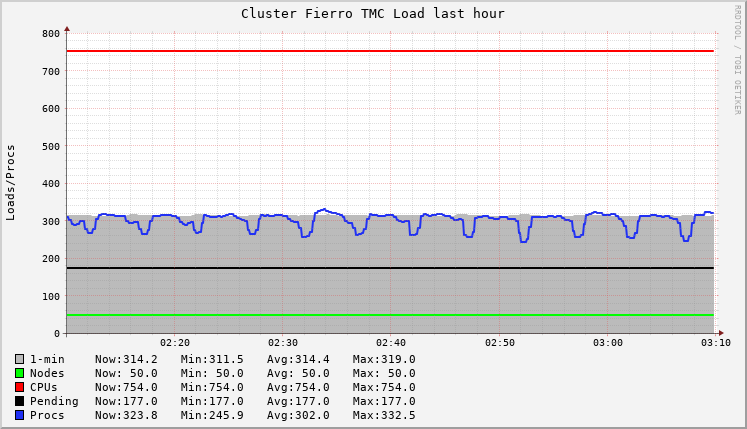 Cluster Fierro TMC Load last hour
RRDTOOL / TOBI OETIKER
Loads/Procs
800
700
600
500
400
300
200
100
0
02:20 02:30 02:40 02:50 03:00 03:10
1-min Now:314.2 Min:311.5 Avg:314.4 Max:319.0
Nodes Now: 50.0 Min: 50.0 Avg: 50.0 Max: 50.0
CPUs Now:754.0 Min:754.0 Avg:754.0 Max:754.0
Pending Now:177.0 Min:177.0 Avg:177.0 Max:177.0
Procs Now:323.8 Min:245.9 Avg:302.0 Max:332.5